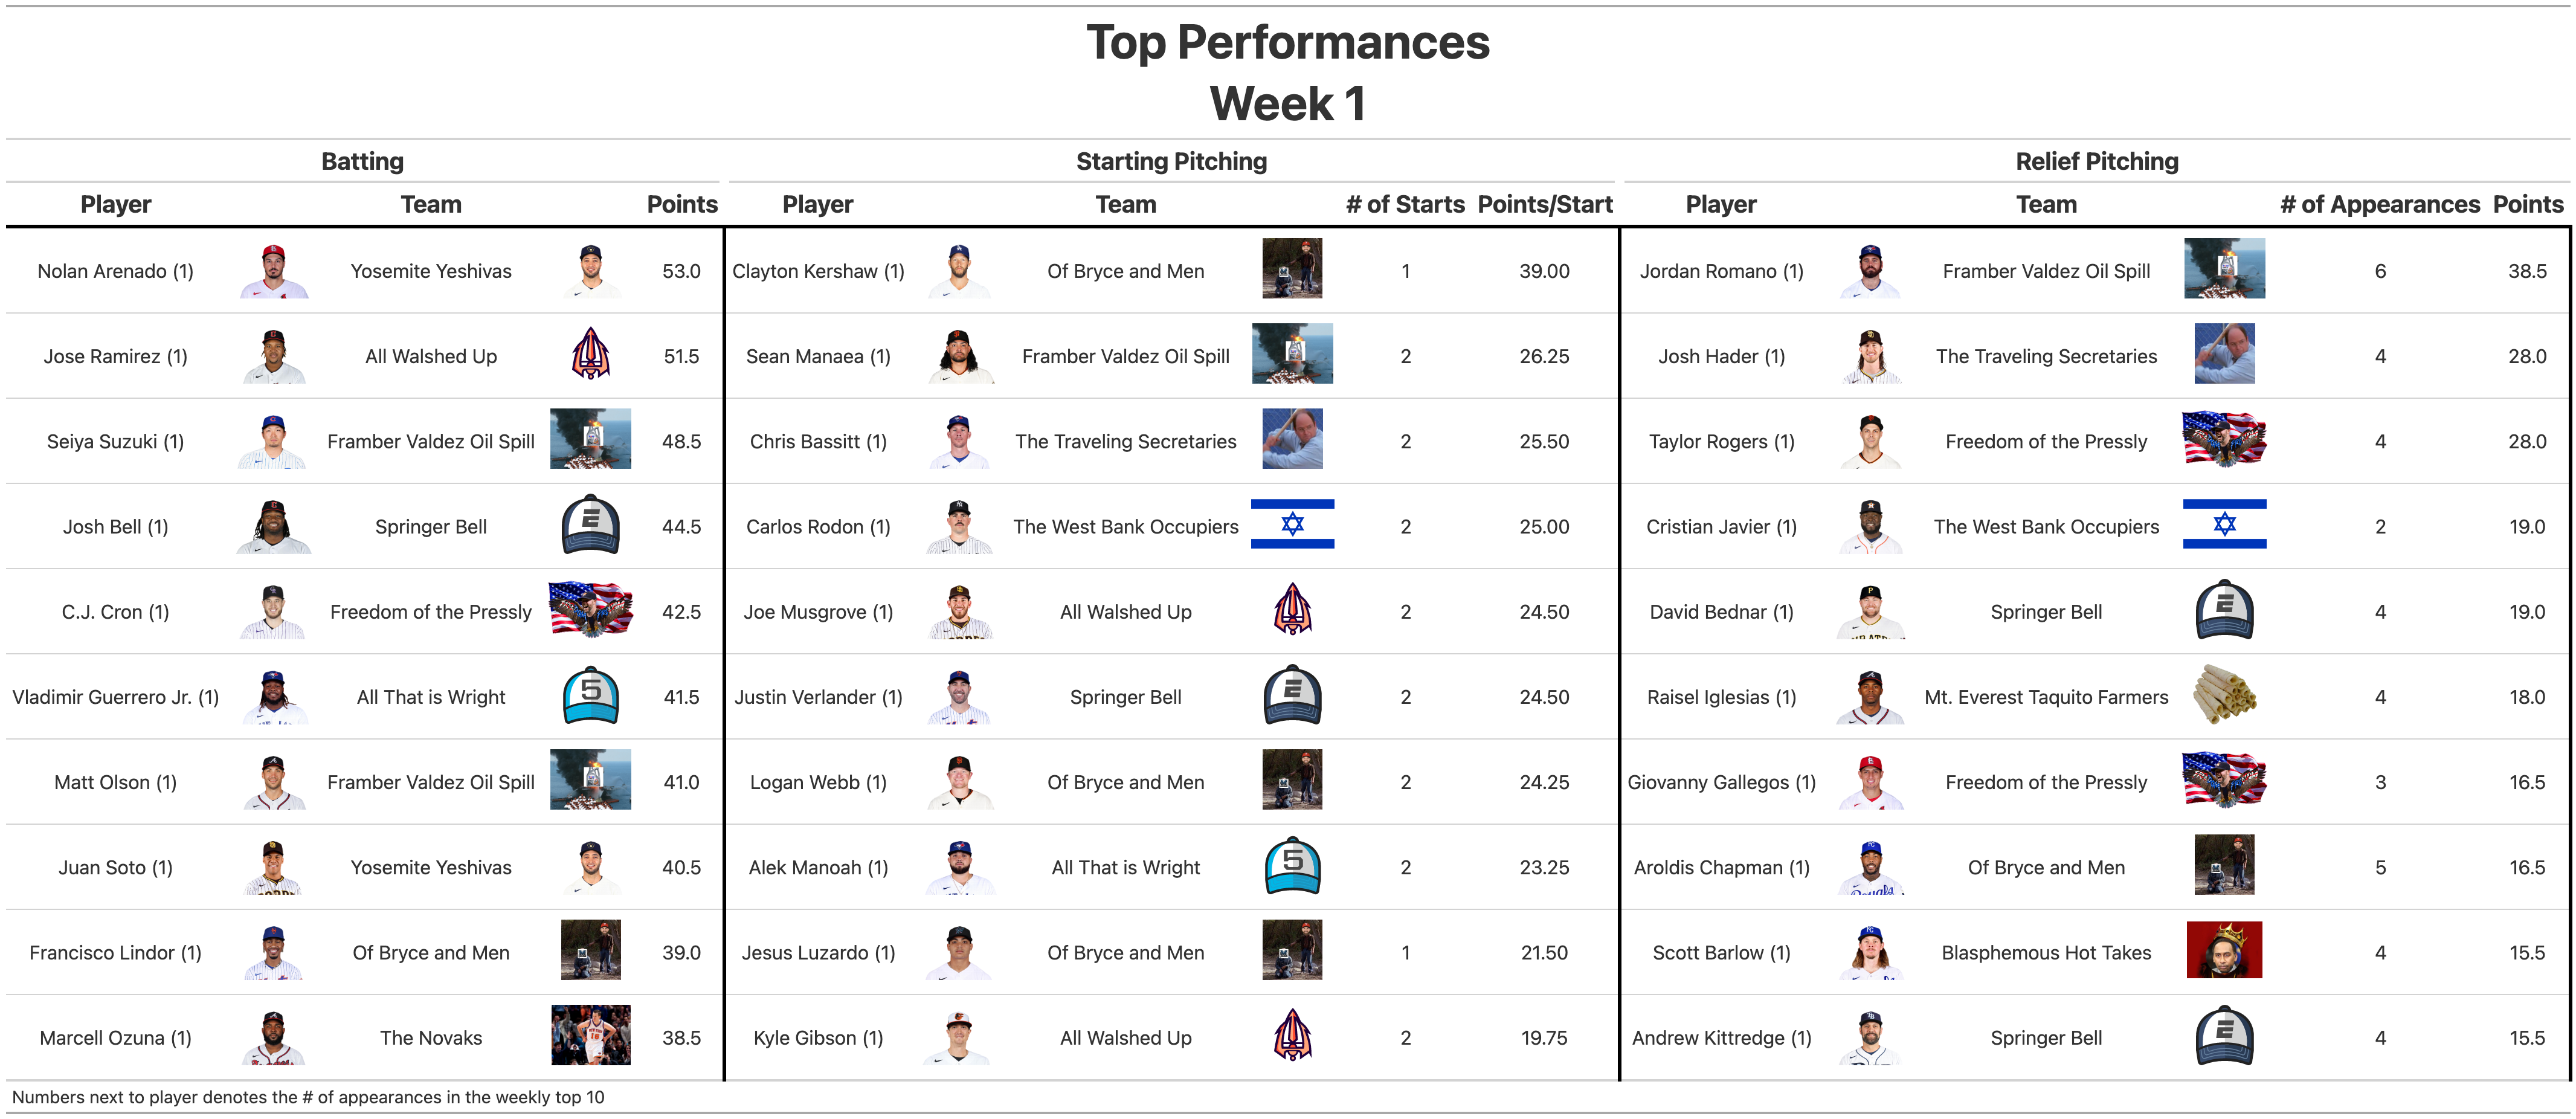 Top Performances
Week 1
Batting Starting Pitching Relief Pitching
Player Team Points Player Team # of Starts Points/Start Player Team # of Appearances Points
Nolan Arenado (1) Yosemite Yeshivas 53.0 Clayton Kershaw (1) Of Bryce and Men 1 39.00 Jordan Romano (1) Framber Valdez Oil Spill 6 38.5
Jose Ramirez (1) All Walshed Up 51.5 Sean Manaea (1) Framber Valdez Oil Spill 2 26.25 Josh Hader (1) The Traveling Secretaries 4 28.0
Seiya Suzuki (1) Framber Valdez Oil Spill 48.5 Chris Bassitt (1) The Traveling Secretaries 2 25.50 Taylor Rogers (1) Freedom of the Pressly 4 28.0
Josh Bell (1) Springer Bell 44.5 Carlos Rodon (1) The West Bank Occupiers 2 25.00 Cristian Javier (1) The West Bank Occupiers 2 19.0
C.J. Cron (1) Freedom of the Pressly 42.5 Joe Musgrove (1) All Walshed Up 2 24.50 David Bednar (1) Springer Bell 4 19.0
Vladimir Guerrero Jr. (1) All That is Wright 41.5 Justin Verlander (1) Springer Bell 2 24.50 Raisel Iglesias (1) Mt. Everest Taquito Farmers 4 18.0
Matt Olson (1) Framber Valdez Oil Spill 41.0 Logan Webb (1) Of Bryce and Men 2 24.25 Giovanny Gallegos (1) Freedom of the Pressly 3 16.5
Juan Soto (1) Yosemite Yeshivas 40.5 Alek Manoah (1) All That is Wright 2 23.25 Aroldis Chapman (1) Of Bryce and Men 5 16.5
Francisco Lindor (1) Of Bryce and Men 39.0 Jesus Luzardo (1) Of Bryce and Men 1 21.50 Scott Barlow (1) Blasphemous Hot Takes 4 15.5
Marcell Ozuna (1) The Novaks 38.5 Kyle Gibson (1) All Walshed Up 2 19.75 Andrew Kittredge (1) Springer Bell 4 15.5
Numbers next to player denotes the # of appearances in the weekly top 10